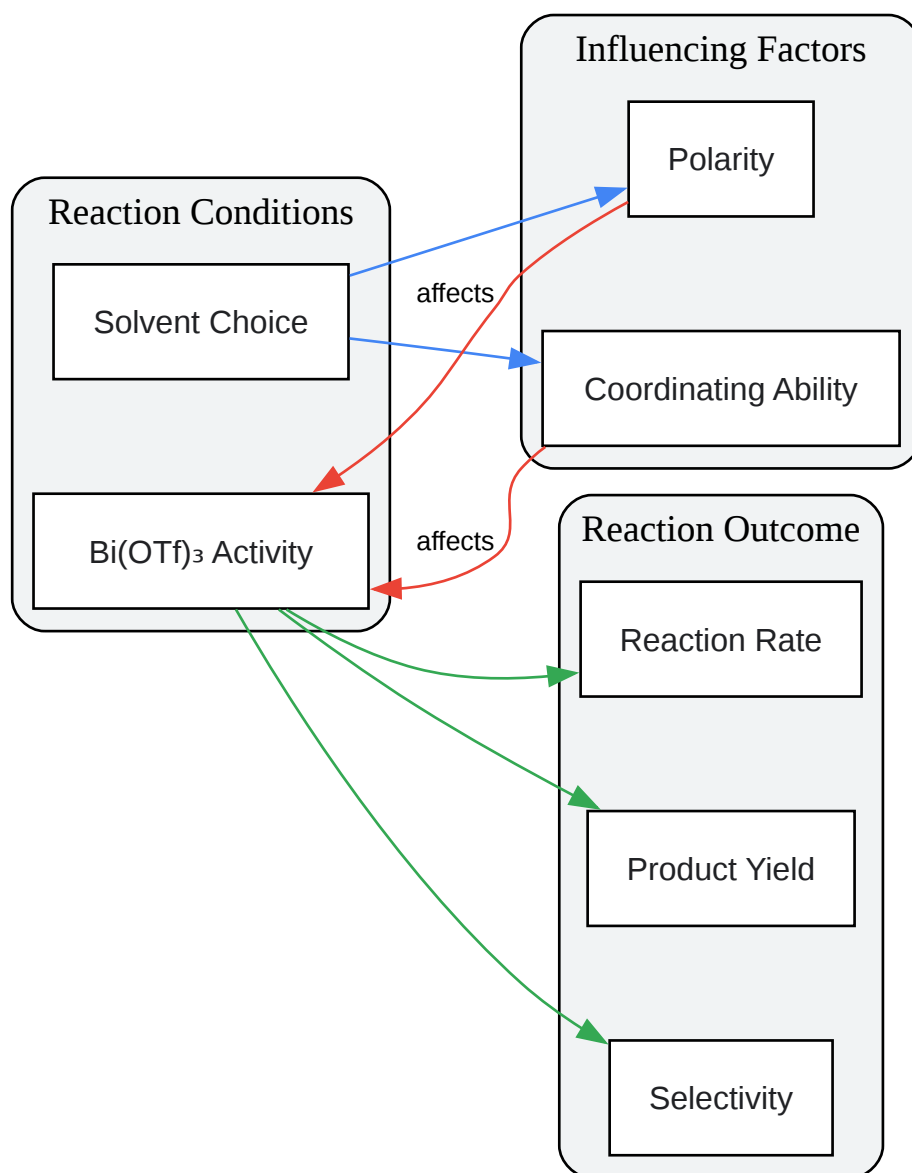 Influencing Factors
Polarity
Coordinating Ability
Reaction Conditions
Solvent Choice
Bi(OTf)₃ Activity
affects
affects
Reaction Outcome
Reaction Rate
Product Yield
Selectivity